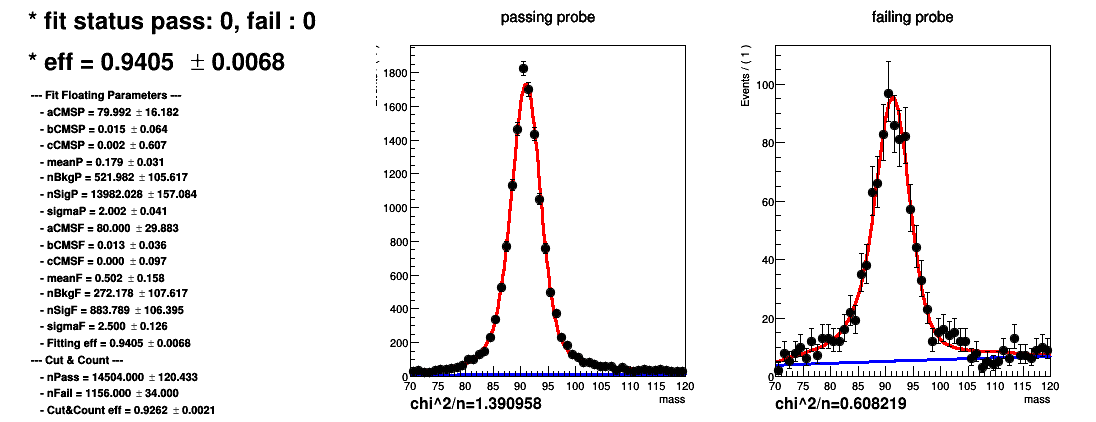 * fit status pass: 0, fail : 0
* eff = 0.9405 ± 0.0068
--- Fit Floating Parameters ---
- aCMSP = 79.992 ± 16.182
- bCMSP = 0.015 ± 0.064
- cCMSP = 0.002 ± 0.607
- meanP = 0.179 ± 0.031
- nBkgP = 521.982 ± 105.617
- nSigP = 13982.028 ± 157.084
- sigmaP = 2.002 ± 0.041
- aCMSF = 80.000 ± 29.883
- bCMSF = 0.013 ± 0.036
- cCMSF = 0.000 ± 0.097
- meanF = 0.502 ± 0.158
- nBkgF = 272.178 ± 107.617
- nSigF = 883.789 ± 106.395
- sigmaF = 2.500 ± 0.126
- Fitting eff = 0.9405 ± 0.0068
--- Cut & Count ---
- nPass = 14504.000 ± 120.433
- nFail = 1156.000 ± 34.000
- Cut&Count eff = 0.9262 ± 0.0021
passing probe
1800
1600
1400
1200
1000
800
600
400
200
0
70 75 80 85 90 95 100 105 110 115 120
mass
chi^2/n=1.390958
failing probe
Events / ( 1 )
100
80
60
40
20
0
70 75 80 85 90 95 100 105 110 115 120
mass
chi^2/n=0.608219